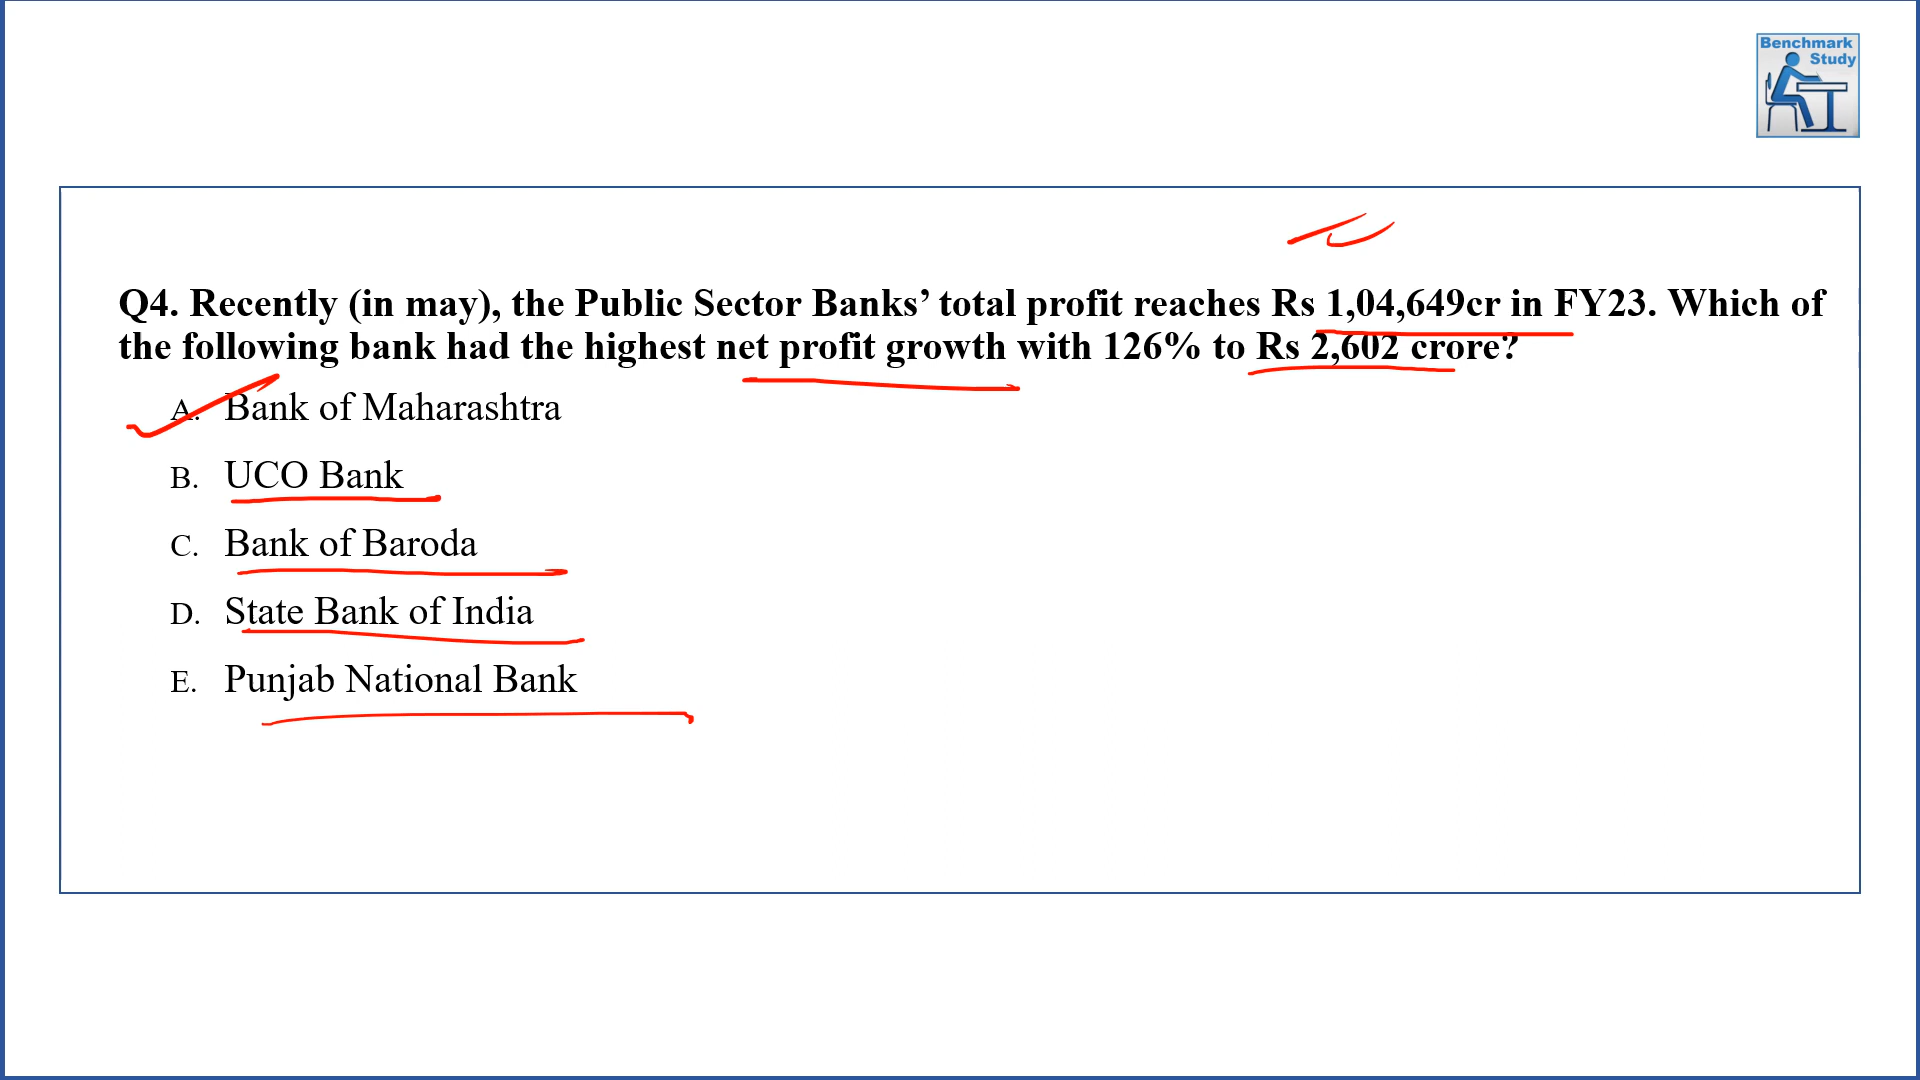 Benchmark
Study
Q4. Recently (in may), the Public Sector Banks’ total profit reaches Rs 1,04,649cr in FY23. Which of
the following bank had the highest net profit growth with 126% to Rs 2,602 crore?
A. Bank of Maharashtra
B. UCO Bank
C. Bank of Baroda
D. State Bank of India
E. Punjab National Bank